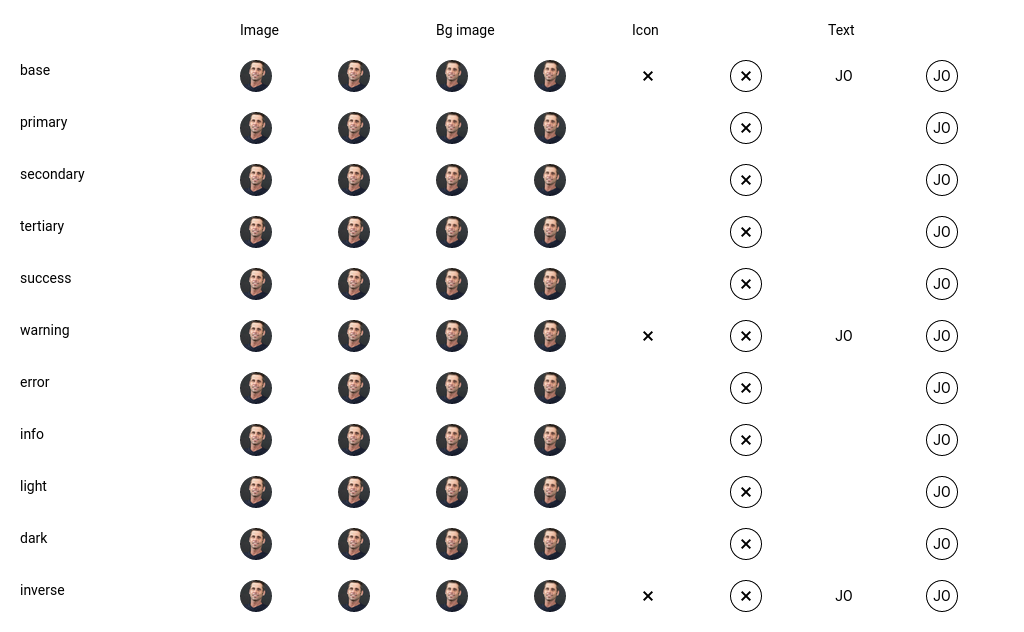 Image Bg image Icon Text
base JO JO
primary JO
secondary JO
tertiary JO
success JO
warning JO JO
error JO
info JO
light JO
dark JO
inverse JO JO